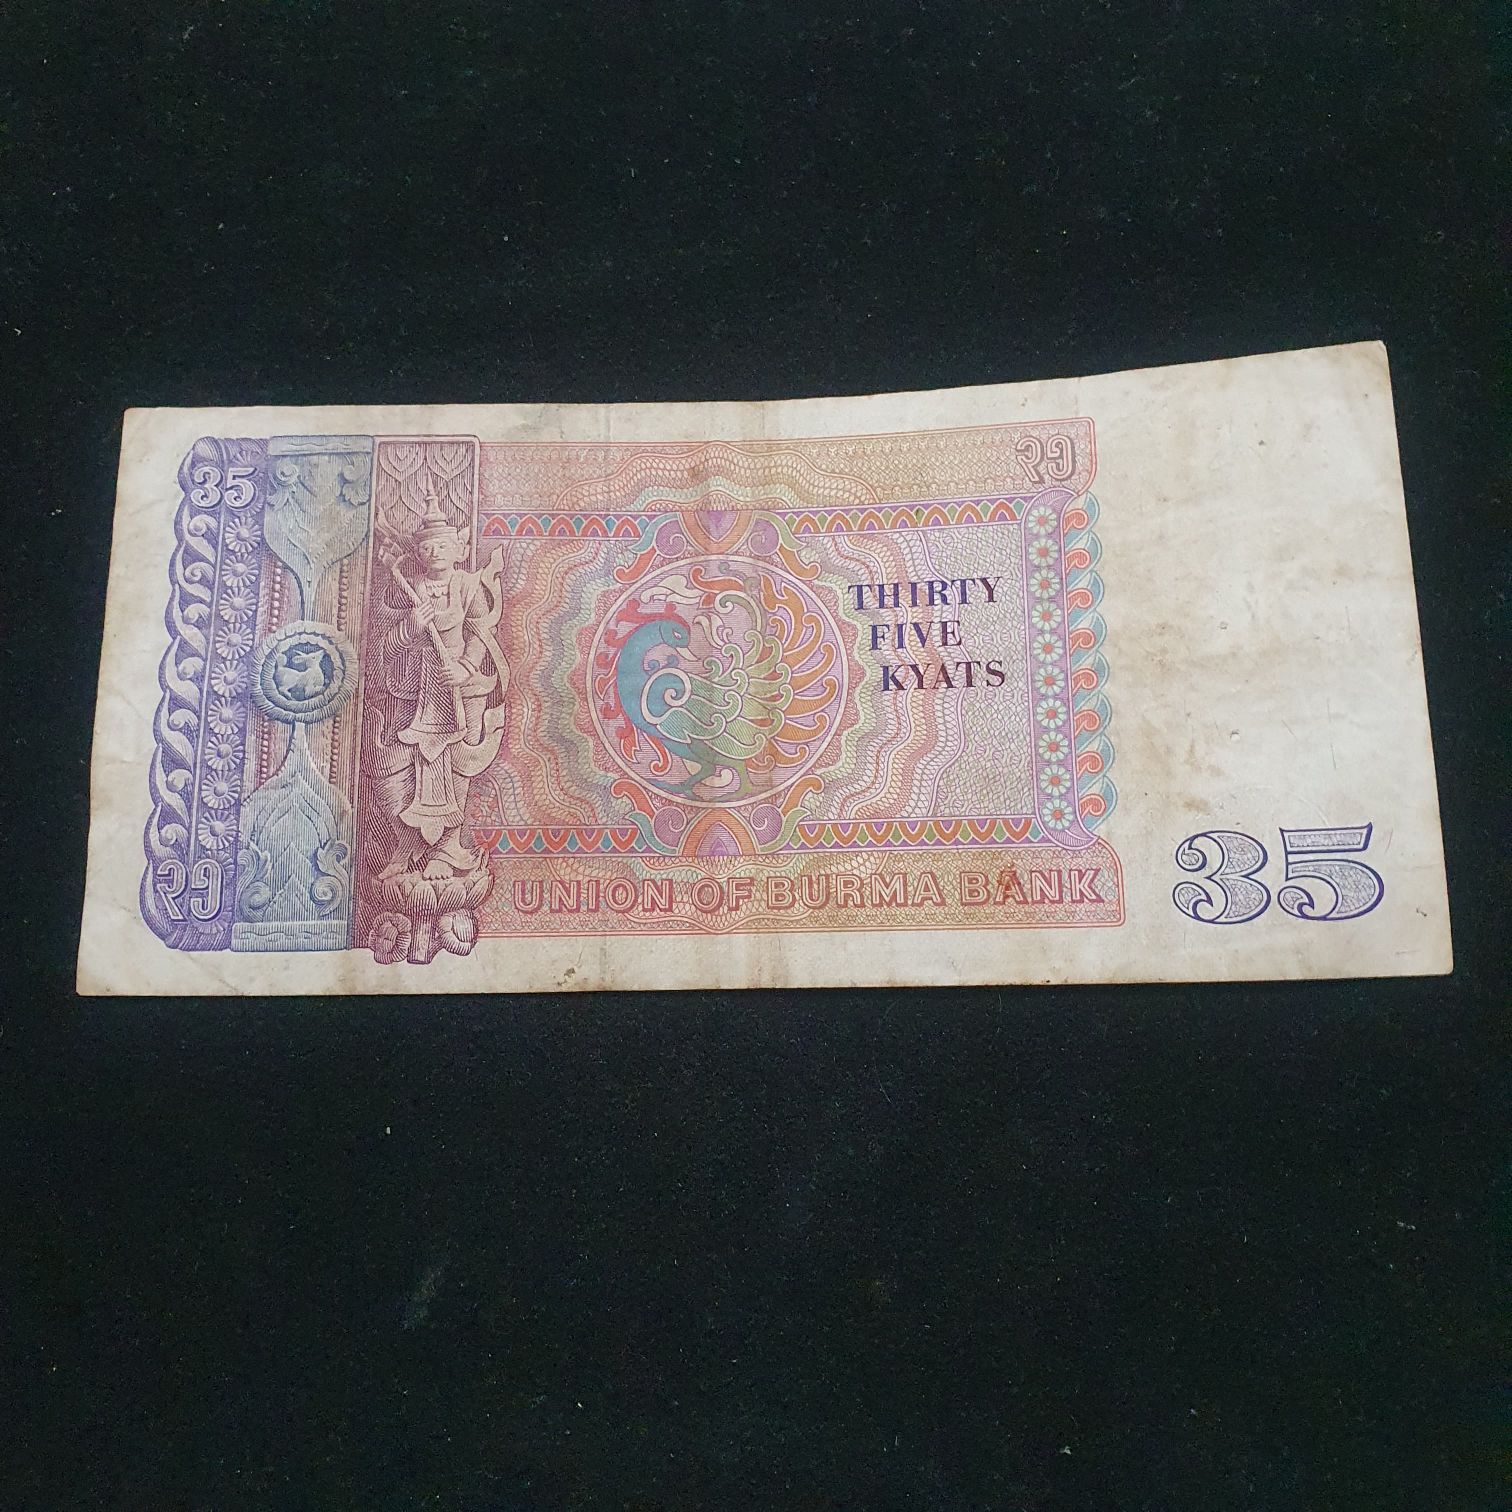 35
၃၅
THIRTY
FIVE
KYATS
၃၅
UNION OF BURMA BANK
35